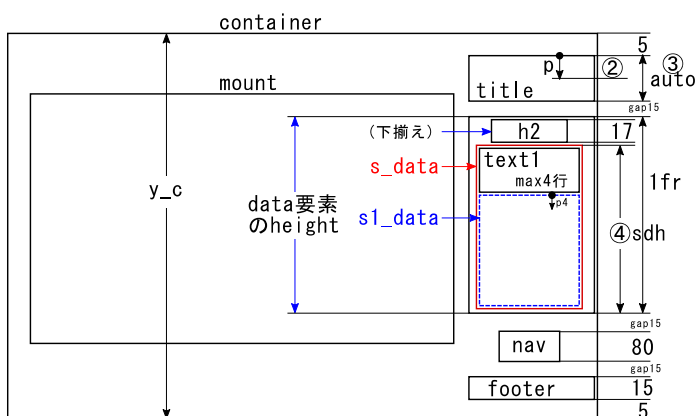 container
5
p
②
③
auto
title
mount
gap15
(下揃え)
h2
17
s_data
text1
max4行
1fr
y_c
data要素
のheight
s1_data
p4
④sdh
gap15
nav
80
gap15
footer
15
5